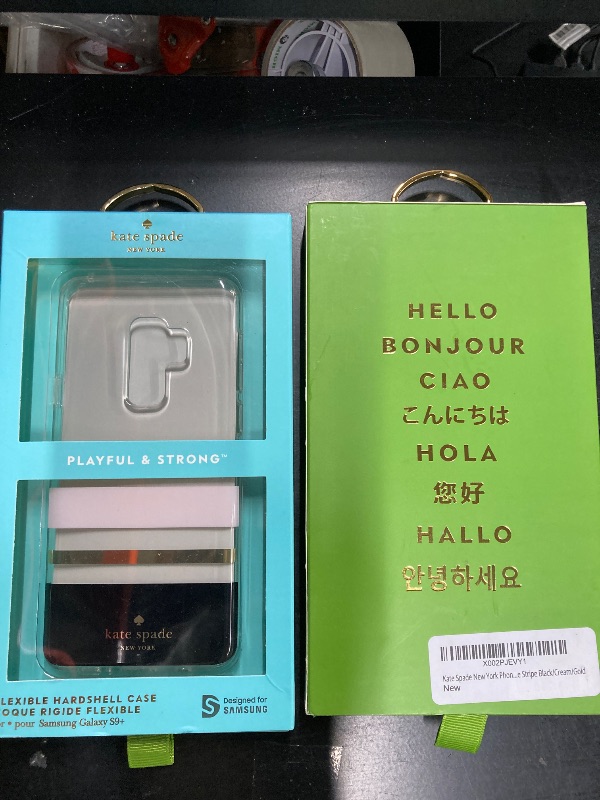 kate spade
NEW YORK
PLAYFUL & STRONG™
kate spade
NEW YORK
LEXIBLE HARDSHELL CASE
OQUE RIGIDE FLEXIBLE
r • pour Samsung Galaxy S9+
S Designed for
SAMSUNG
HELLO
BONJOUR
CIAO
こんにちは
HOLA
您好
HALLO
안녕하세요
X002PJEVY1
Kate Spade New York Phon...e Stripe Black/Cream/Gold
New